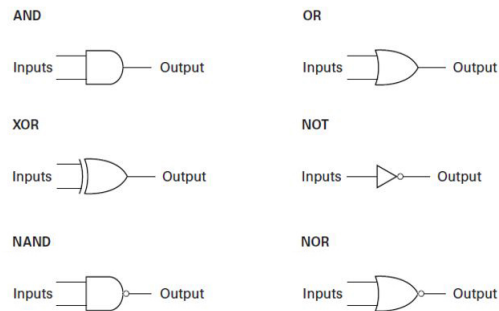 AND
Inputs Output
OR
Inputs Output
XOR
Inputs Output
NOT
Inputs Output
NAND
Inputs Output
NOR
Inputs Output